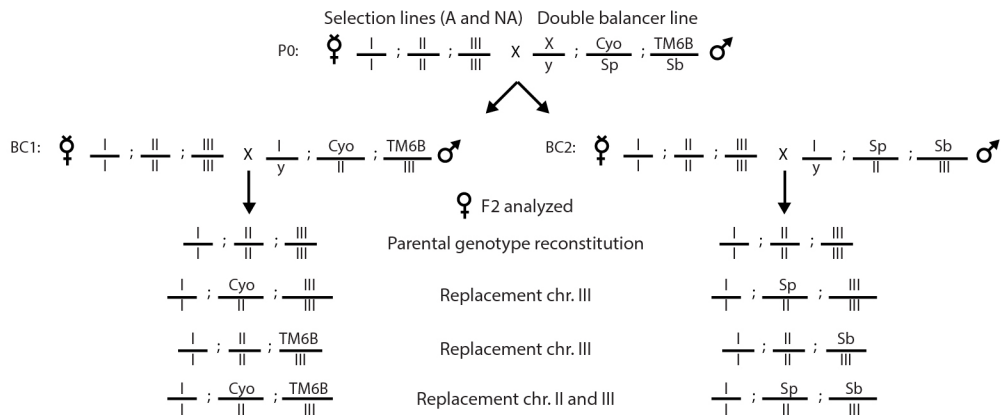 Selection lines (A and NA) Double balancer line
P0: I ; II ; III X X ; Cyo ; TM6B
I II III y Sp Sb
BC1: I ; II ; III X I ; Cyo ; TM6B BC2: I ; II ; III X I ; Sp ; Sb
I II III y II III I II III y II III
F2 analyzed
I ; II ; III Parental genotype reconstitution I ; II ; III
I II III I II III
I ; Cyo ; III Replacement chr. III I ; Sp ; III
I II III I II III
I ; II ; TM6B Replacement chr. III I ; II ; Sb
I II III I II III
I ; Cyo ; TM6B Replacement chr. II and III I ; Sp ; Sb
I II III I II III